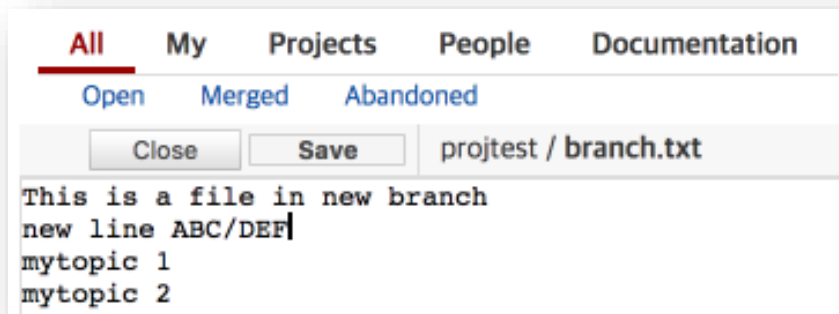 All My Projects People Documentation
Open Merged Abandoned
Close Save projtest / branch.txt
This is a file in new branch
new line ABC/DEF
mytopic 1
mytopic 2